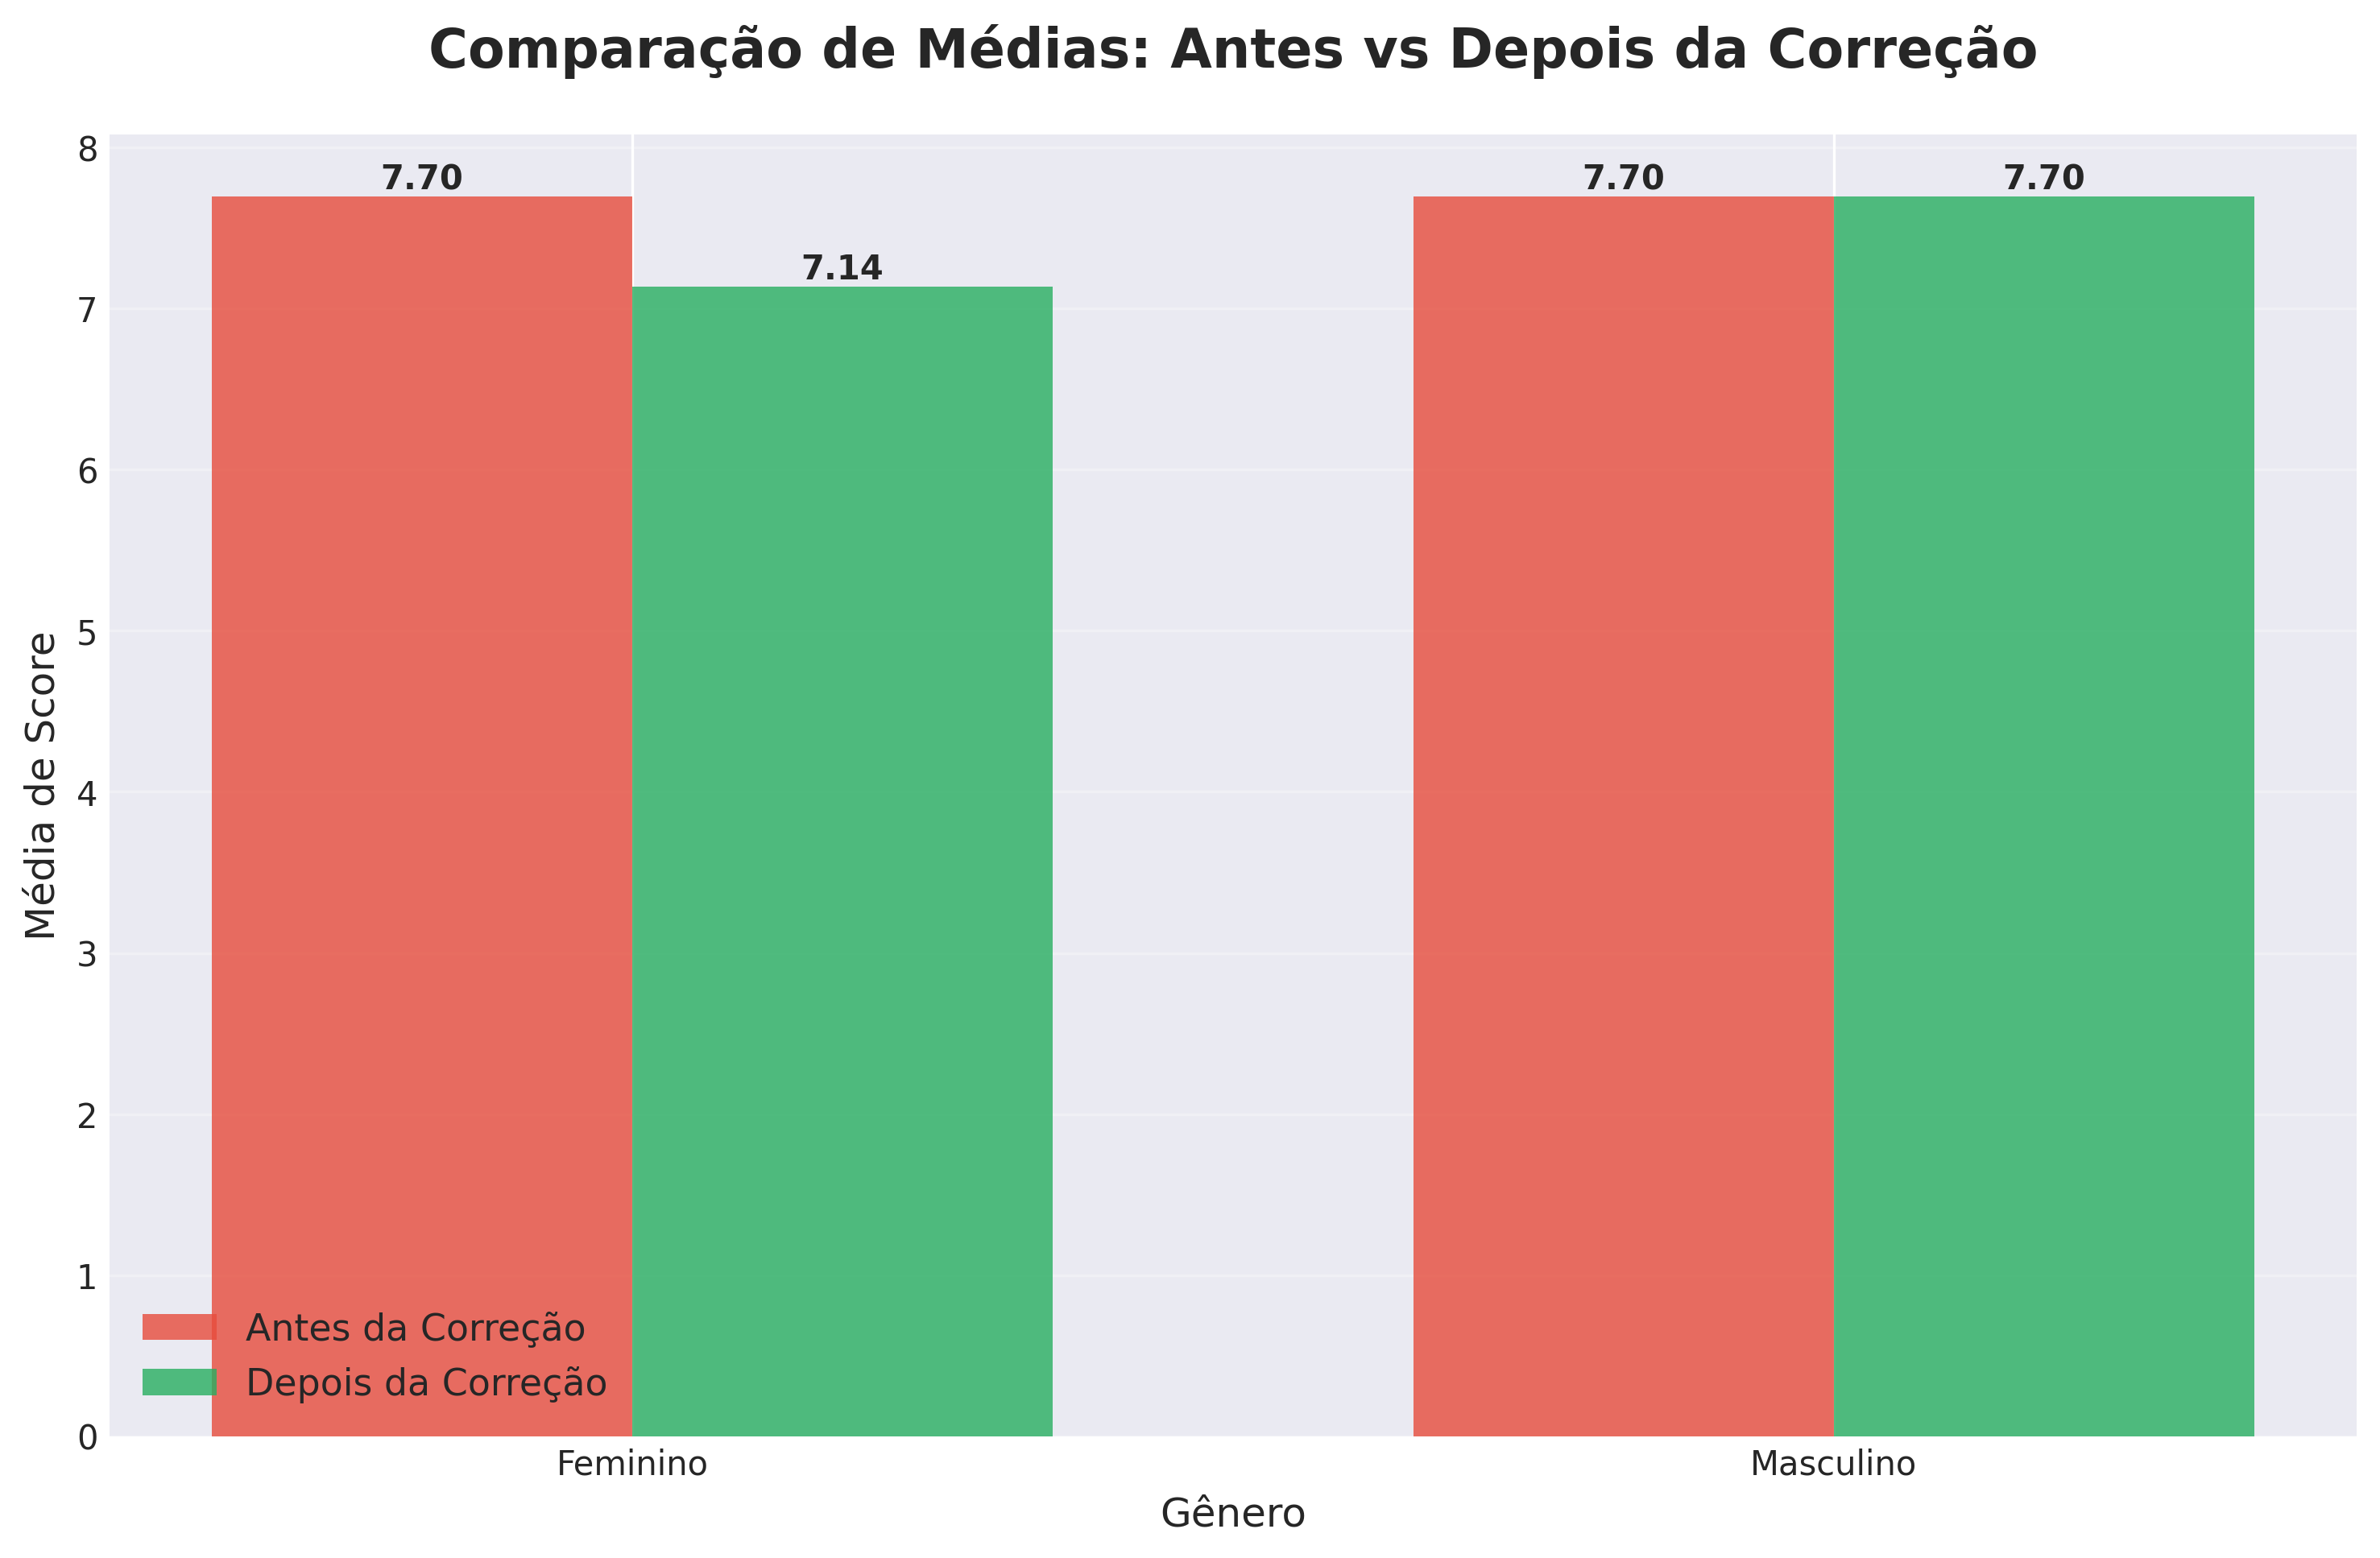 Comparação de Médias: Antes vs Depois da Correção
8
7
6
5
4
3
2
1
0
Média de Score
7.70
7.14
7.70
7.70
Antes da Correção
Depois da Correção
Feminino
Masculino
Gênero